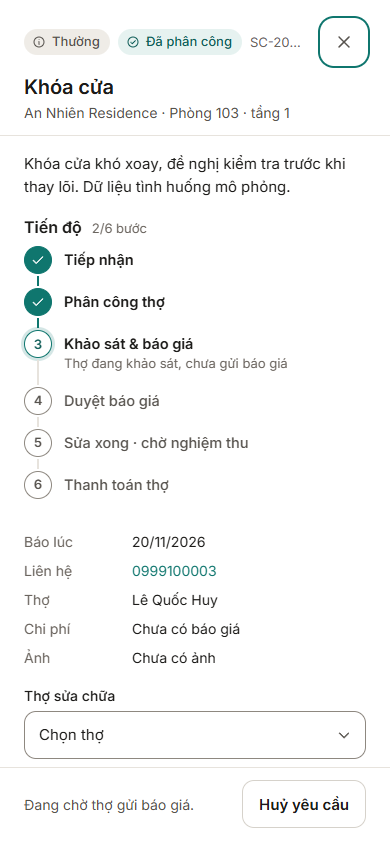 Thường
Đã phân công
SC-20...
Khóa cửa
An Nhiên Residence · Phòng 103 · tầng 1
Khóa cửa khó xoay, đề nghị kiểm tra trước khi
thay lõi. Dữ liệu tình huống mô phỏng.
Tiến độ 2/6 bước
Tiếp nhận
Phân công thợ
3 Khảo sát & báo giá
Thợ đang khảo sát, chưa gửi báo giá
4 Duyệt báo giá
5 Sửa xong · chờ nghiệm thu
6 Thanh toán thợ
Báo lúc 20/11/2026
Liên hệ 0999100003
Thợ Lê Quốc Huy
Chi phí Chưa có báo giá
Ảnh Chưa có ảnh
Thợ sửa chữa
Chọn thợ
Đang chờ thợ gửi báo giá.
Huỷ yêu cầu